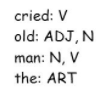 cried: V
old: ADJ, N
man: N, V
the: ART